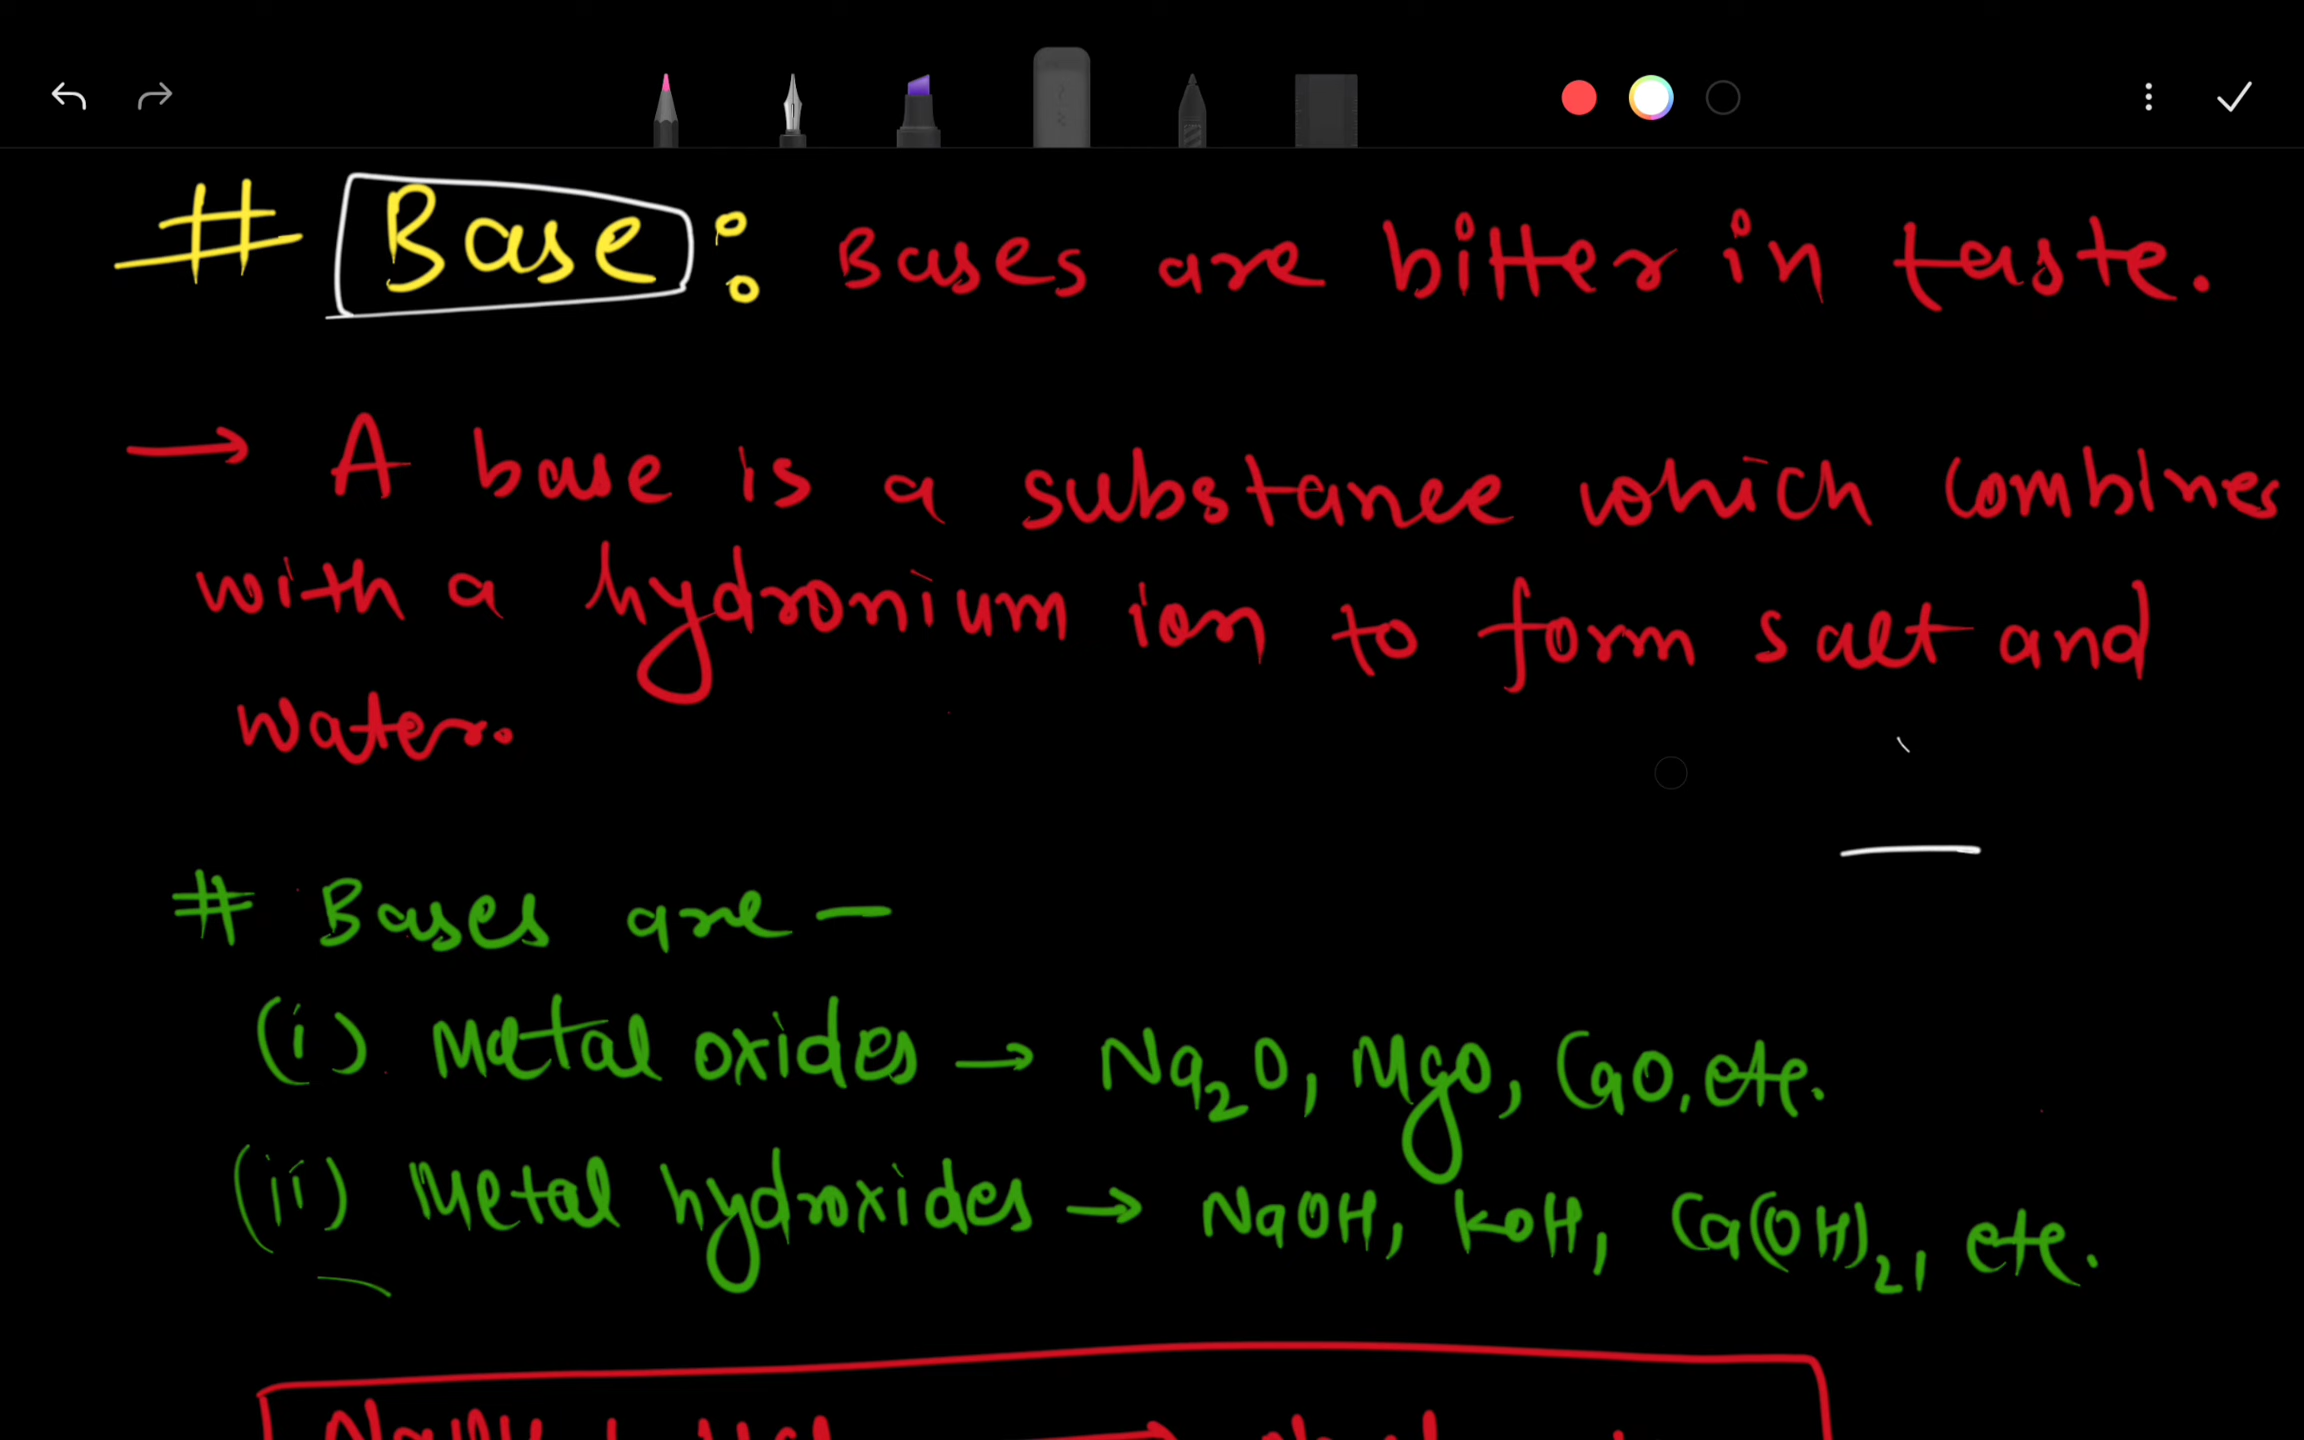 # Base : Bases are bitter in taste.
→ A base is a substance which combines
with a hydronium ion to form salt and
water.
# Bases are —
(i) Metal oxides → Na₂O, MgO, CaO, etc.
(ii) Metal hydroxides → NaOH, KOH, Ca(OH)₂, etc.